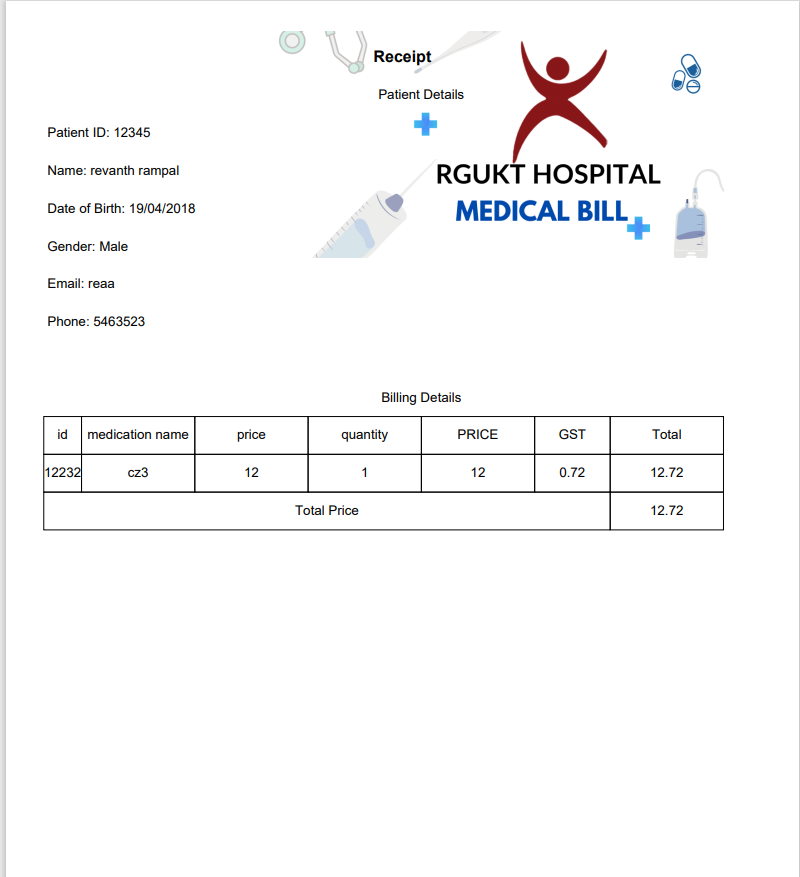 Receipt
Patient Details
Patient ID: 12345
Name: revanth rampal
RGUKT HOSPITAL
Date of Birth: 19/04/2018
MEDICAL BILL
Gender: Male
Email: reaa
Phone: 5463523
Billing Details
id medication name price quantity PRICE GST Total
12232 cz3 12 1 12 0.72 12.72
Total Price 12.72